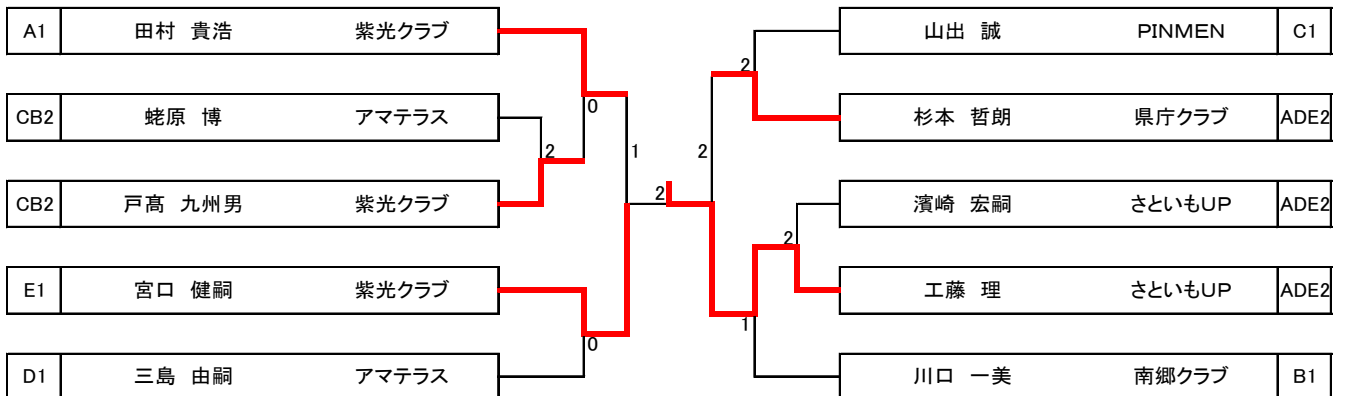 A1 田村 貴浩 紫光クラブ 山出 誠 PINMEN C1
2
CB2 蛯原 博 アマテラス 0 杉本 哲朗 県庁クラブ ADE2
2 1 2
CB2 戸髙 九州男 紫光クラブ 2 濱崎 宏嗣 さといもUP ADE2
2
E1 宮口 健嗣 紫光クラブ 工藤 理 さといもUP ADE2
0 1
D1 三島 由嗣 アマテラス 川口 一美 南郷クラブ B1